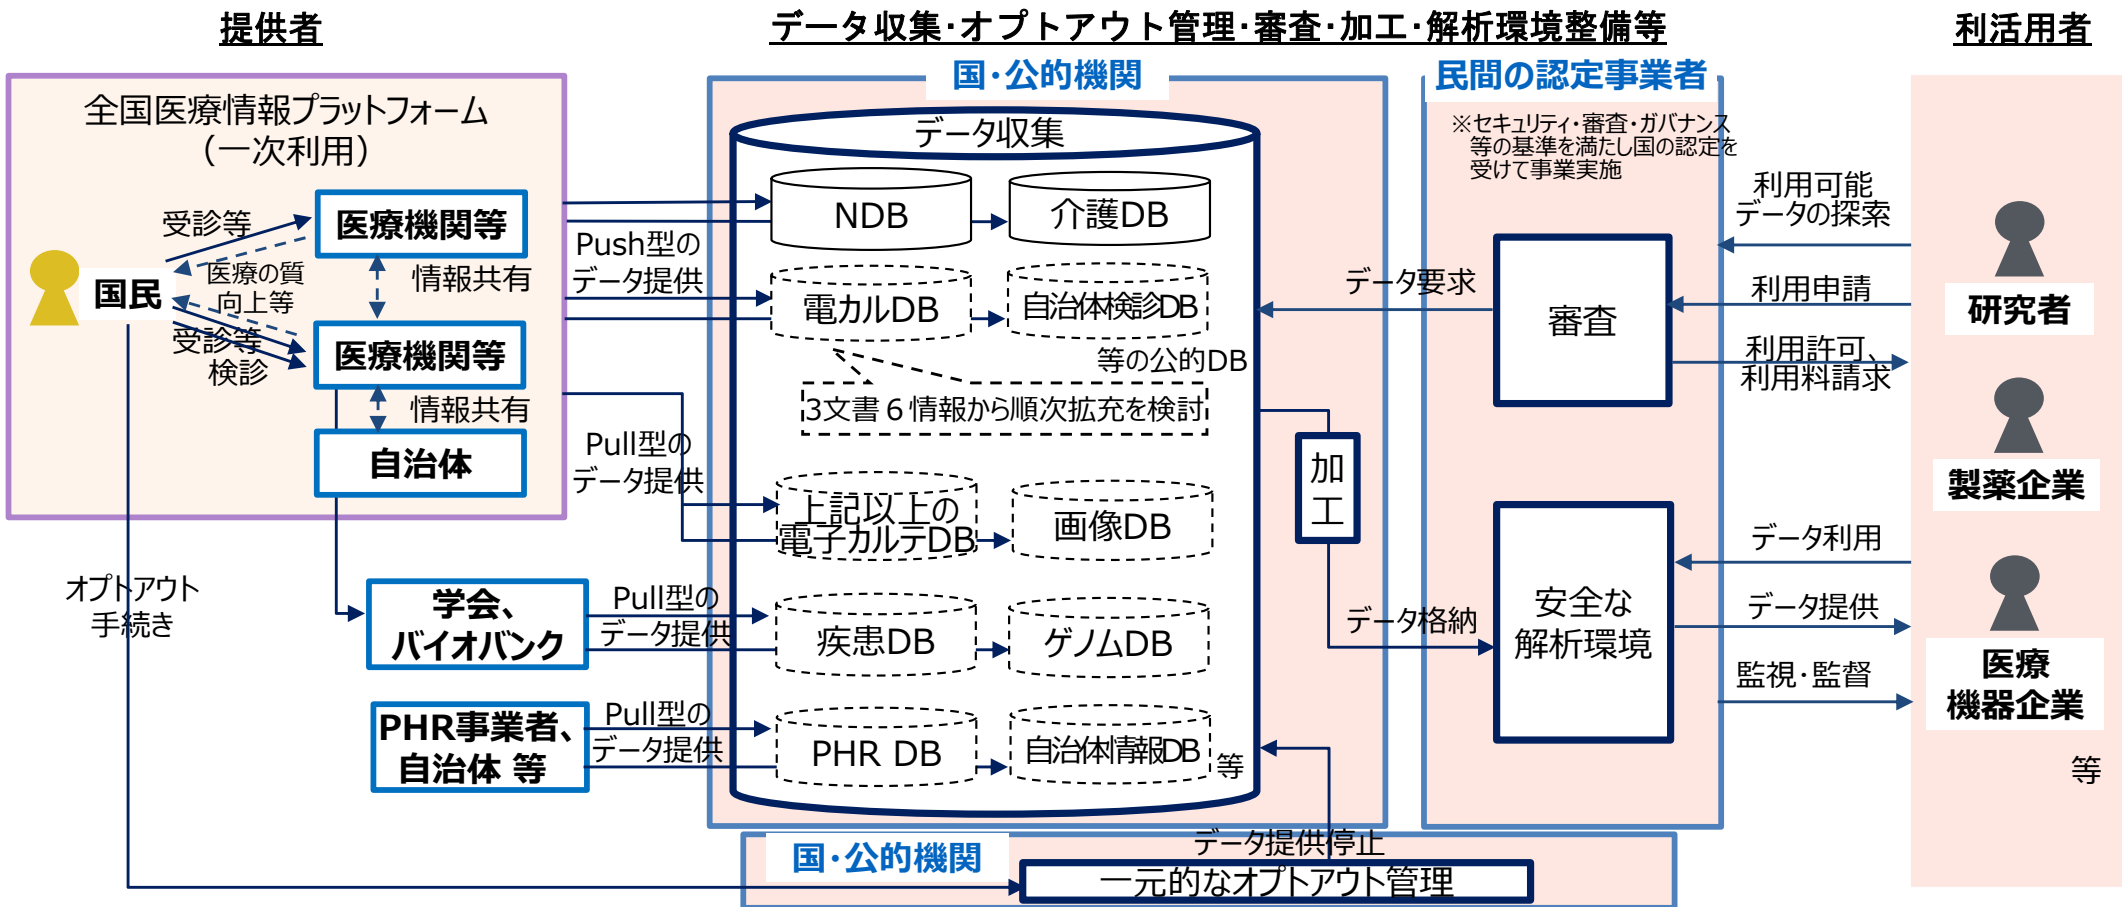 提供者
データ収集・オプトアウト管理・審査・加工・解析環境整備等
利活用者
全国医療情報プラットフォーム
（一次利用）
国民
受診等
医療の質
向上等
受診等
検診
医療機関等
情報共有
医療機関等
情報共有
自治体
オプトアウト
手続き
学会、
バイオバンク
PHR事業者、
自治体 等
Push型の
データ提供
Pull型の
データ提供
Pull型の
データ提供
Pull型の
データ提供
国・公的機関
データ収集
NDB
介護DB
電カルDB
自治体検診DB
等の公的DB
3文書６情報から順次拡充を検討
上記以上の
電子カルテDB
画像DB
疾患DB
ゲノムDB
PHR DB
自治体情報DB
等
データ要求
加
工
データ格納
民間の認定事業者
※セキュリティ・審査・ガバナンス
等の基準を満たし国の認定を
受けて事業実施
審査
安全な
解析環境
利用可能
データの探索
利用申請
利用許可、
利用料請求
データ利用
データ提供
監視・監督
研究者
製薬企業
医療
機器企業
等
国・公的機関
データ提供停止
一元的なオプトアウト管理